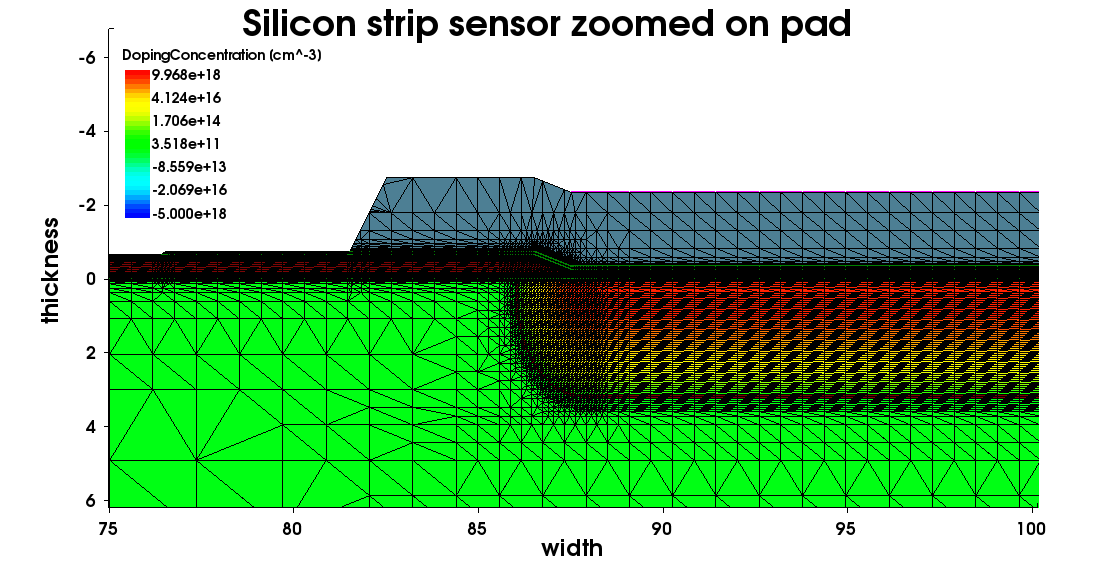 Silicon strip sensor zoomed on pad
DopingConcentration (cm^-3)
9.968e+18
4.124e+16
1.706e+14
3.518e+11
-8.559e+13
-2.069e+16
-5.000e+18
thickness
-6
-4
-2
0
2
4
6
75 80 85 90 95 100
width